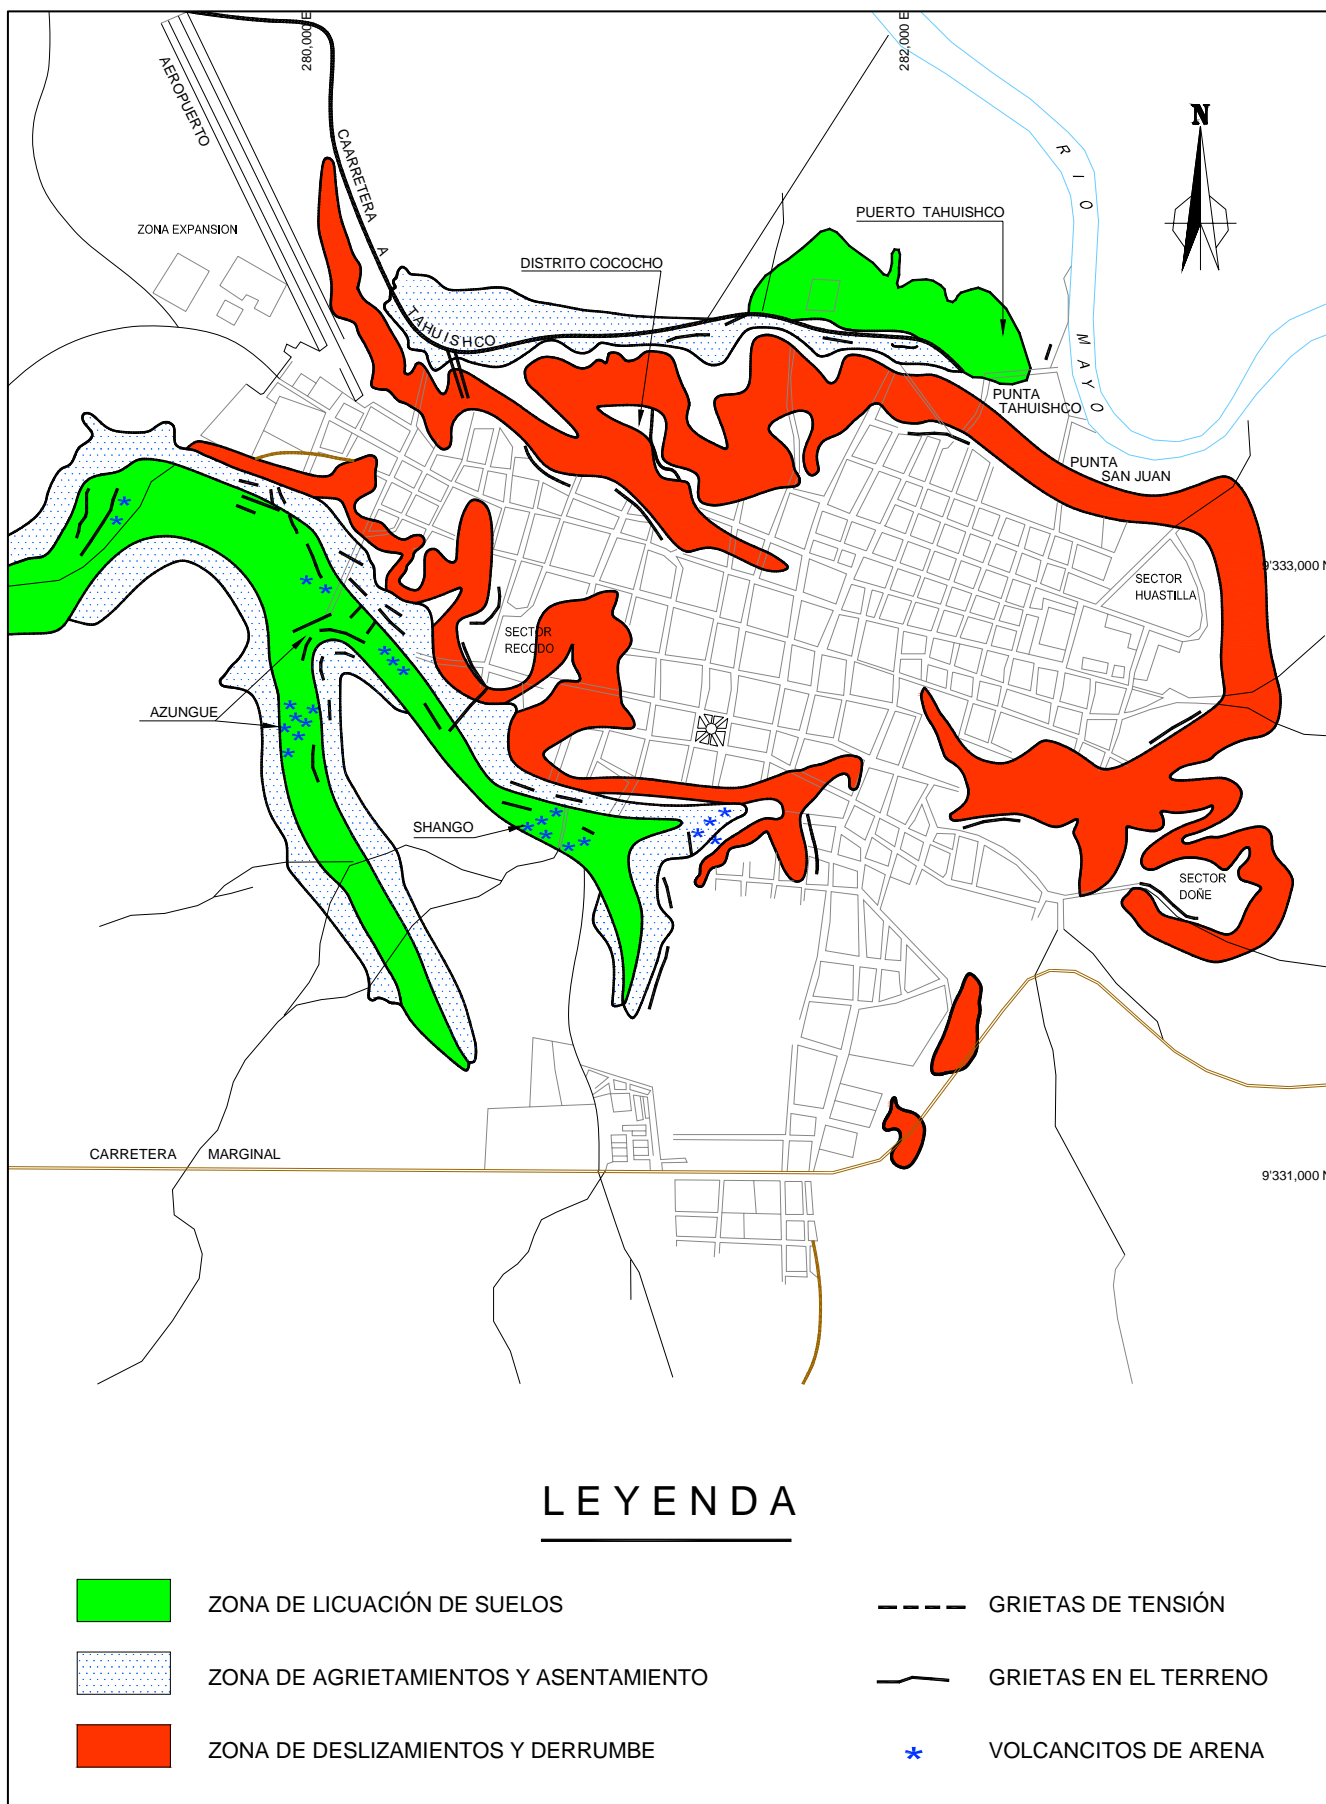 280,000 E
282,000 E
AEROPUERTO
CAARRETERA A TAHUISHCO
N
RIO MAYO
ZONA EXPANSION
PUERTO TAHUISHCO
DISTRITO COCOCHO
PUNTA
TAHUISHCO
PUNTA
SAN JUAN
9'333,000 N
SECTOR
HUASTILLA
SECTOR
RECODO
AZUNGUE
SHANGO
SECTOR
DOÑE
CARRETERA MARGINAL
9'331,000 N
LEYENDA
ZONA DE LICUACIÓN DE SUELOS
ZONA DE AGRIETAMIENTOS Y ASENTAMIENTO
ZONA DE DESLIZAMIENTOS Y DERRUMBE
GRIETAS DE TENSIÓN
GRIETAS EN EL TERRENO
VOLCANCITOS DE ARENA